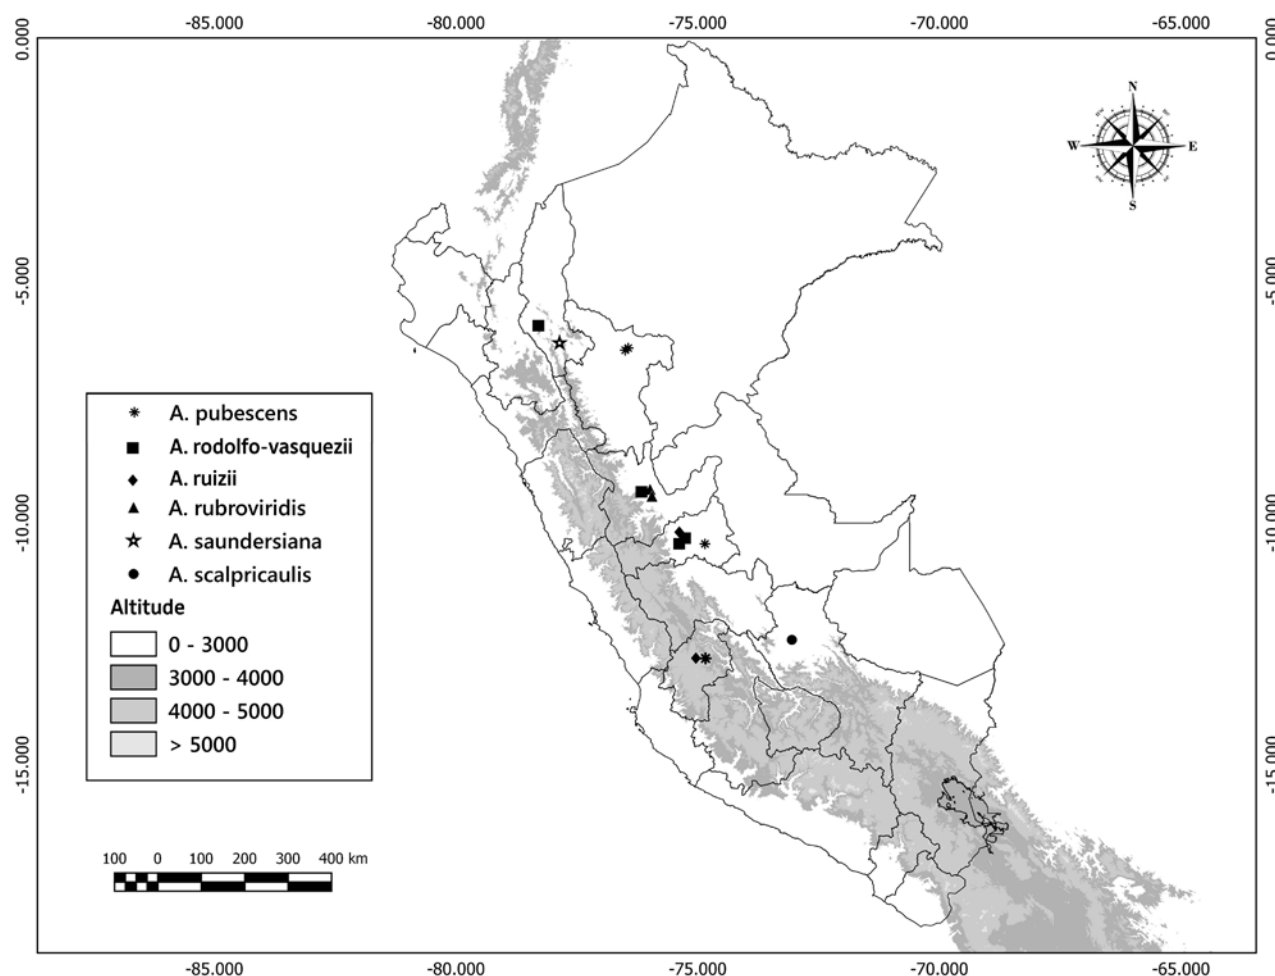 -85.000 -80.000 -75.000 -70.000 -65.000
0.000 0.000
N
W E
S
-5.000 -5.000
A. pubescens
A. rodolfo-vasquezii
A. ruizii
A. rubroviridis
A. saundersiana
A. scalpricaulis
Altitude
0 - 3000
3000 - 4000
4000 - 5000
> 5000
-10.000 -10.000
-15.000 -15.000
100 0 100 200 300 400 km
-85.000 -80.000 -75.000 -70.000 -65.000